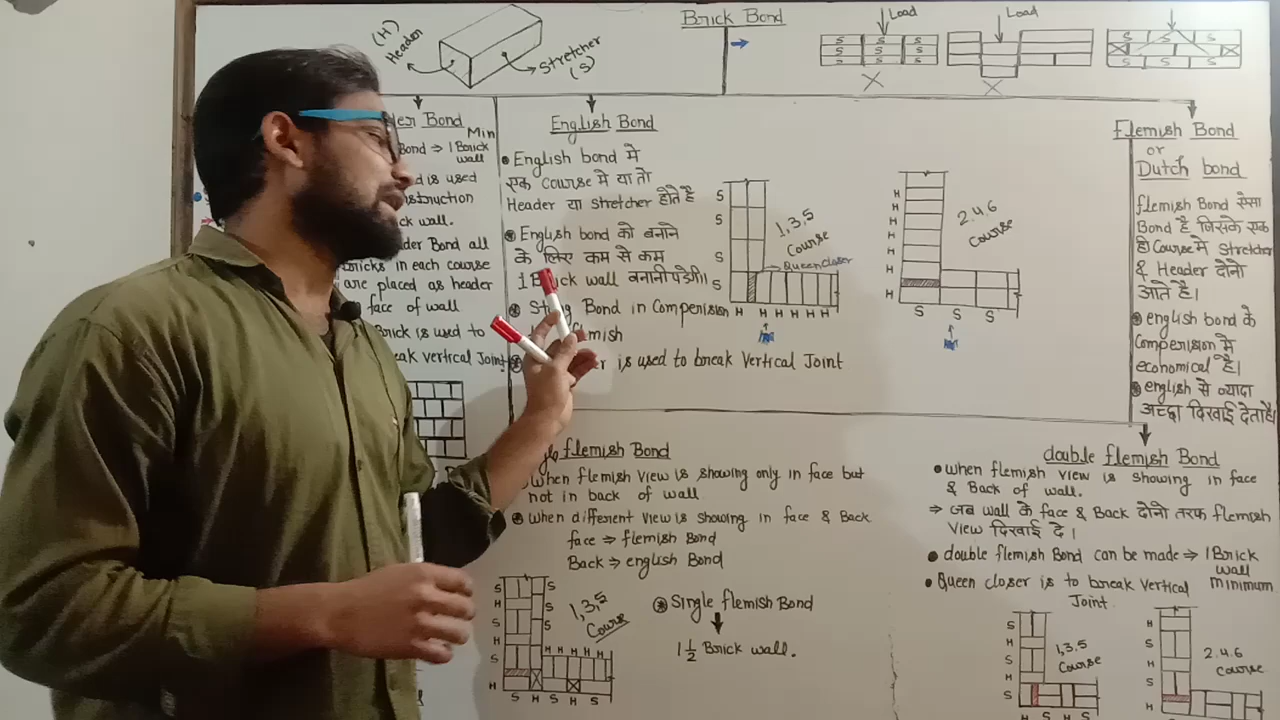 Brick Bond
(H)
Header
Stretcher
(S)
Load
Load
S S S
S S S
S S S
S S S
S S
S S S
Bond
Min
Bond ⇒ 1 Brick
wall
is used
wall.
Bond all
bricks in each course
are placed as header
face of wall
Brick is used to
vertical Joint
English Bond
English bond मे
एक course मे या तो
Header या stretcher होते है
English bond को बनाने
के लिए कम से कम
1 Brick wall बनानी पडेगी।
Bond in Compenision
is used to break Vertical Joint
S
S
S
S
1,3,5
Course
Queen closer
H H H H H H
H
H
H
H
H
H
H
2,4,6
Course
S S S
Flemish Bond
or
Dutch bond
flemish Bond ऐसा
Bond है जिसके एक
ही Course मे stretcher
& Header दोनो
आते है।
english bond के
Compension मे
economical है।
english से ज्यादा
अच्छा दिखाई देता है।
flemish Bond
when flemish view is showing only in face but
not in back of wall
when different view is showing in face & Back
face ⇒ flemish Bond
Back ⇒ english Bond
S
H
S
H
S
H
S
S
S
1,3,5
Course
H H H H H
S H S H S
Single flemish Bond
1 1/2 Brick wall.
double flemish Bond
when flemish view is showing in face
& Back of wall.
⇒ जब wall के face & Back दोनो तरफ flemish
View दिखाई दे।
double flemish Bond can be made ⇒ 1 Brick
wall
minimum
Queen closer is to break vertical
Joint.
S
H
S
H
S
1,3,5
Course
H S H S
H
S
H
S
H
2,4,6
Course